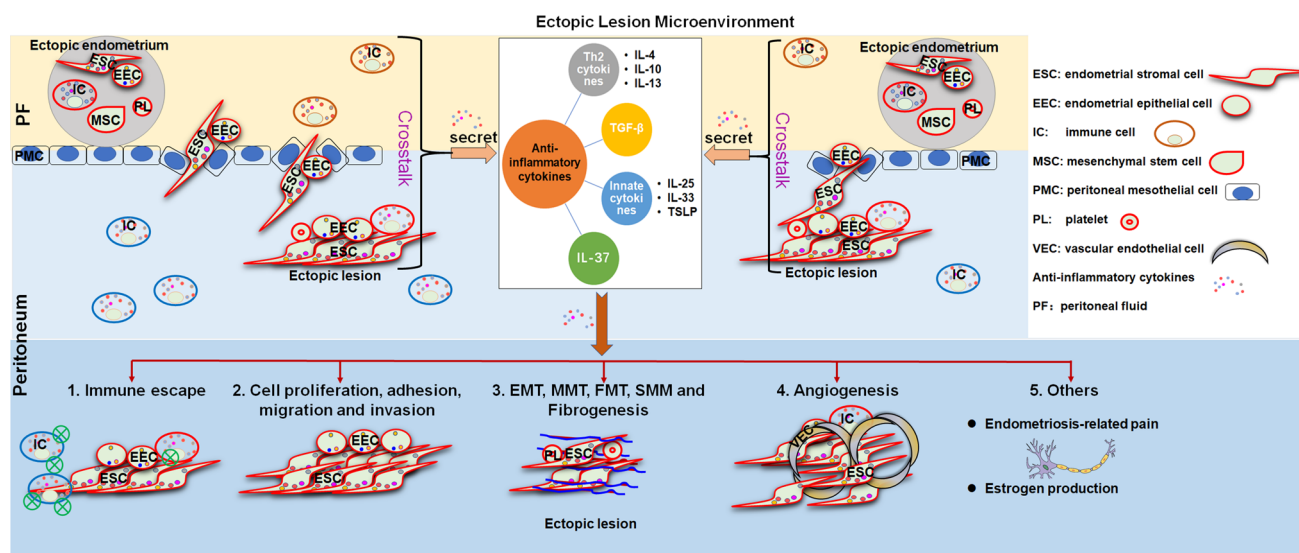 Ectopic Lesion Microenvironment
Ectopic endometrium
ESC
EEC
IC
MSC
PL
PF
IC
IC
PMC
ESC
EEC
ESC
EEC
IC
EEC
ESC
Ectopic lesion
Crosstalk
secret
Anti-
inflammatory
cytokines
Th2
cytoki
nes
• IL-4
• IL-10
• IL-13
TGF-β
Innate
cytoki
nes
• IL-25
• IL-33
• TSLP
IL-37
secret
Crosstalk
IC
Ectopic endometrium
ESC
EEC
IC
MSC
PL
EEC
ESC
PMC
EEC
ESC
Ectopic lesion
IC
ESC: endometrial stromal cell
EEC: endometrial epithelial cell
IC: immune cell
MSC: mesenchymal stem cell
PMC: peritoneal mesothelial cell
PL: platelet
VEC: vascular endothelial cell
Anti-inflammatory cytokines
PF: peritoneal fluid
Peritoneum
1. Immune escape
IC
EEC
ESC
2. Cell proliferation, adhesion,
migration and invasion
EEC
ESC
3. EMT, MMT, FMT, SMM and
Fibrogenesis
PL
ESC
Ectopic lesion
4. Angiogenesis
VEC
EEC
IC
ESC
5. Others
● Endometriosis-related pain
● Estrogen production